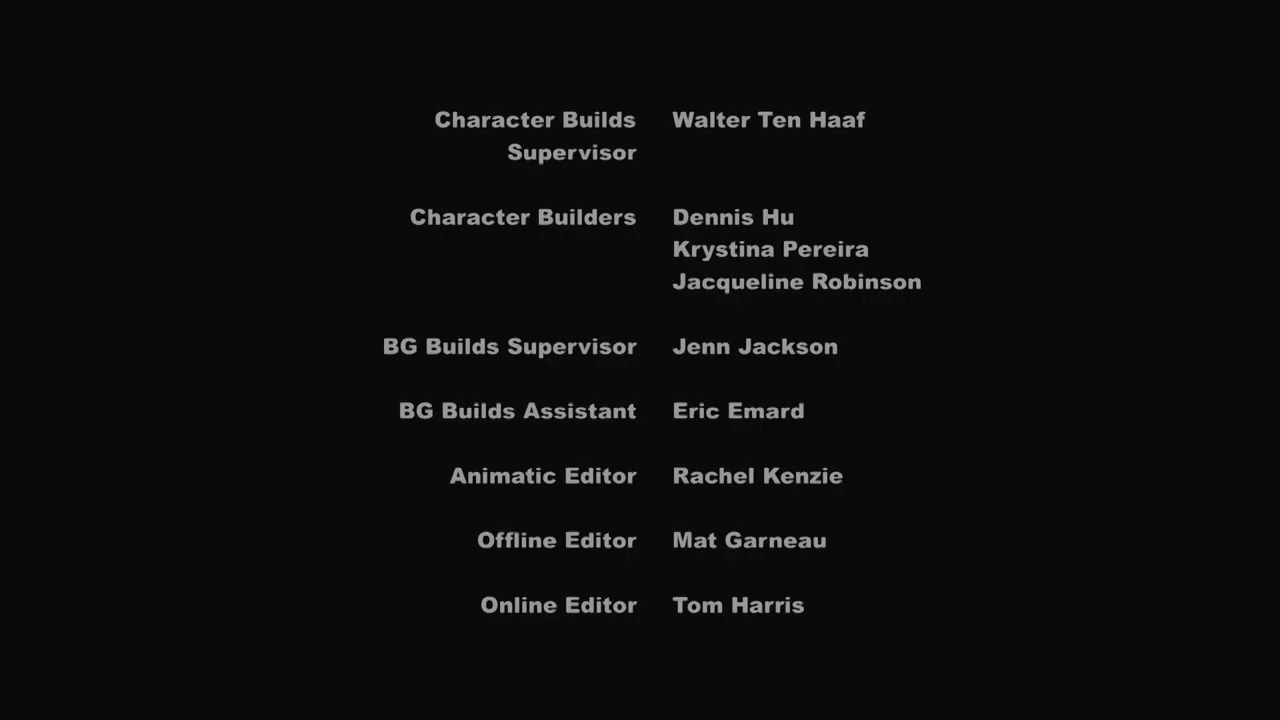 Character Builds Walter Ten Haaf
Supervisor
Character Builders Dennis Hu
Krystina Pereira
Jacqueline Robinson
BG Builds Supervisor Jenn Jackson
BG Builds Assistant Eric Emard
Animatic Editor Rachel Kenzie
Offline Editor Mat Garneau
Online Editor Tom Harris